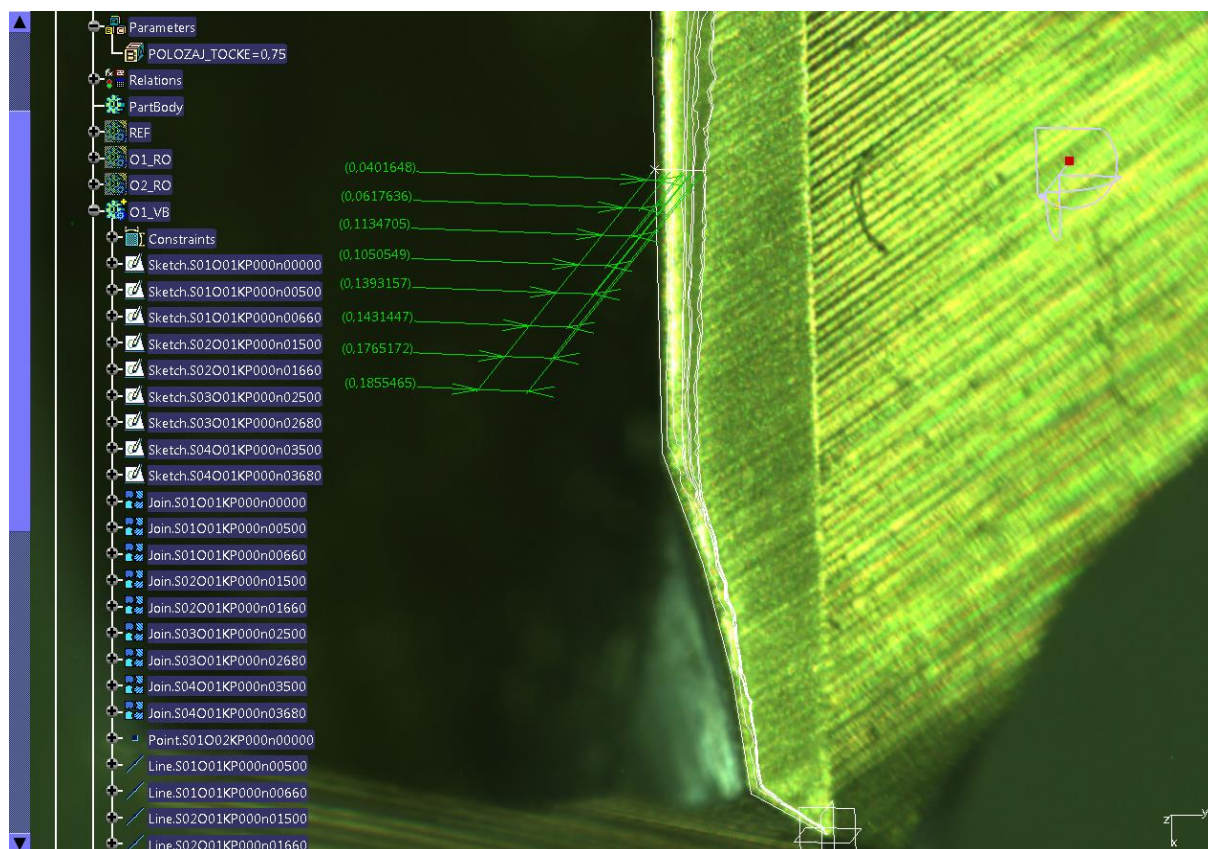 Parameters
POLOZAJ_TOCKE=0,75
Relations
PartBody
REF
O1_RO
O2_RO
O1_VB
Constraints
Sketch.S01O01KP000n00000
Sketch.S01O01KP000n00500
Sketch.S01O01KP000n00660
Sketch.S02O01KP000n01500
Sketch.S02O01KP000n01660
Sketch.S03O01KP000n02500
Sketch.S03O01KP000n02680
Sketch.S04O01KP000n03500
Sketch.S04O01KP000n03680
Join.S01O01KP000n00000
Join.S01O01KP000n00500
Join.S01O01KP000n00660
Join.S02O01KP000n01500
Join.S02O01KP000n01660
Join.S03O01KP000n02500
Join.S03O01KP000n02680
Join.S04O01KP000n03500
Join.S04O01KP000n03680
Point.S01O02KP000n00000
Line.S01O01KP000n00500
Line.S01O01KP000n00660
Line.S02O01KP000n01500
Line.S02O01KP000n01660
(0,0401648)
(0,0617636)
(0,1134705)
(0,1050549)
(0,1393157)
(0,1431447)
(0,1765172)
(0,1855465)
z
y
x